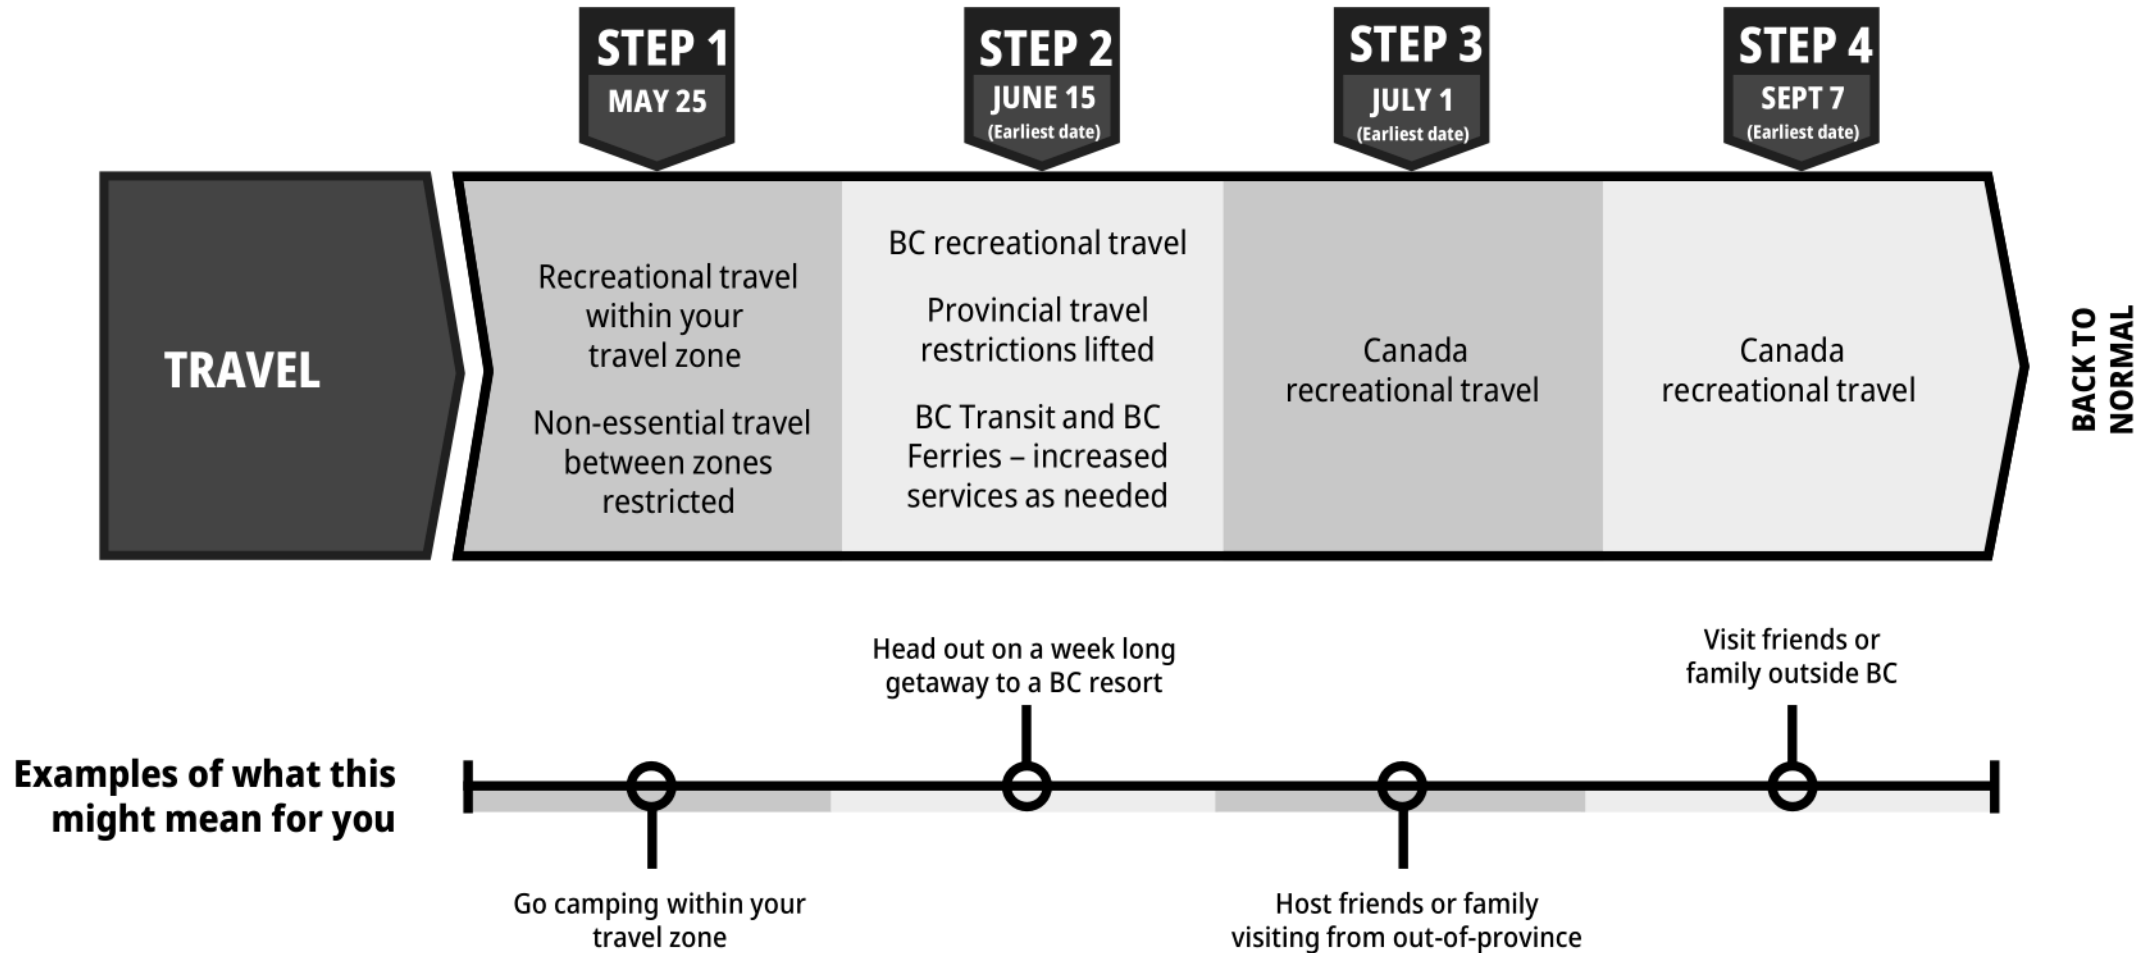 STEP 1
MAY 25
STEP 2
JUNE 15
(Earliest date)
STEP 3
JULY 1
(Earliest date)
STEP 4
SEPT 7
(Earliest date)
TRAVEL
Recreational travel
within your
travel zone
Non-essential travel
between zones
restricted
BC recreational travel
Provincial travel
restrictions lifted
BC Transit and BC
Ferries – increased
services as needed
Canada
recreational travel
Canada
recreational travel
BACK TO
NORMAL
Examples of what this
might mean for you
Go camping within your
travel zone
Head out on a week long
getaway to a BC resort
Host friends or family
visiting from out-of-province
Visit friends or
family outside BC